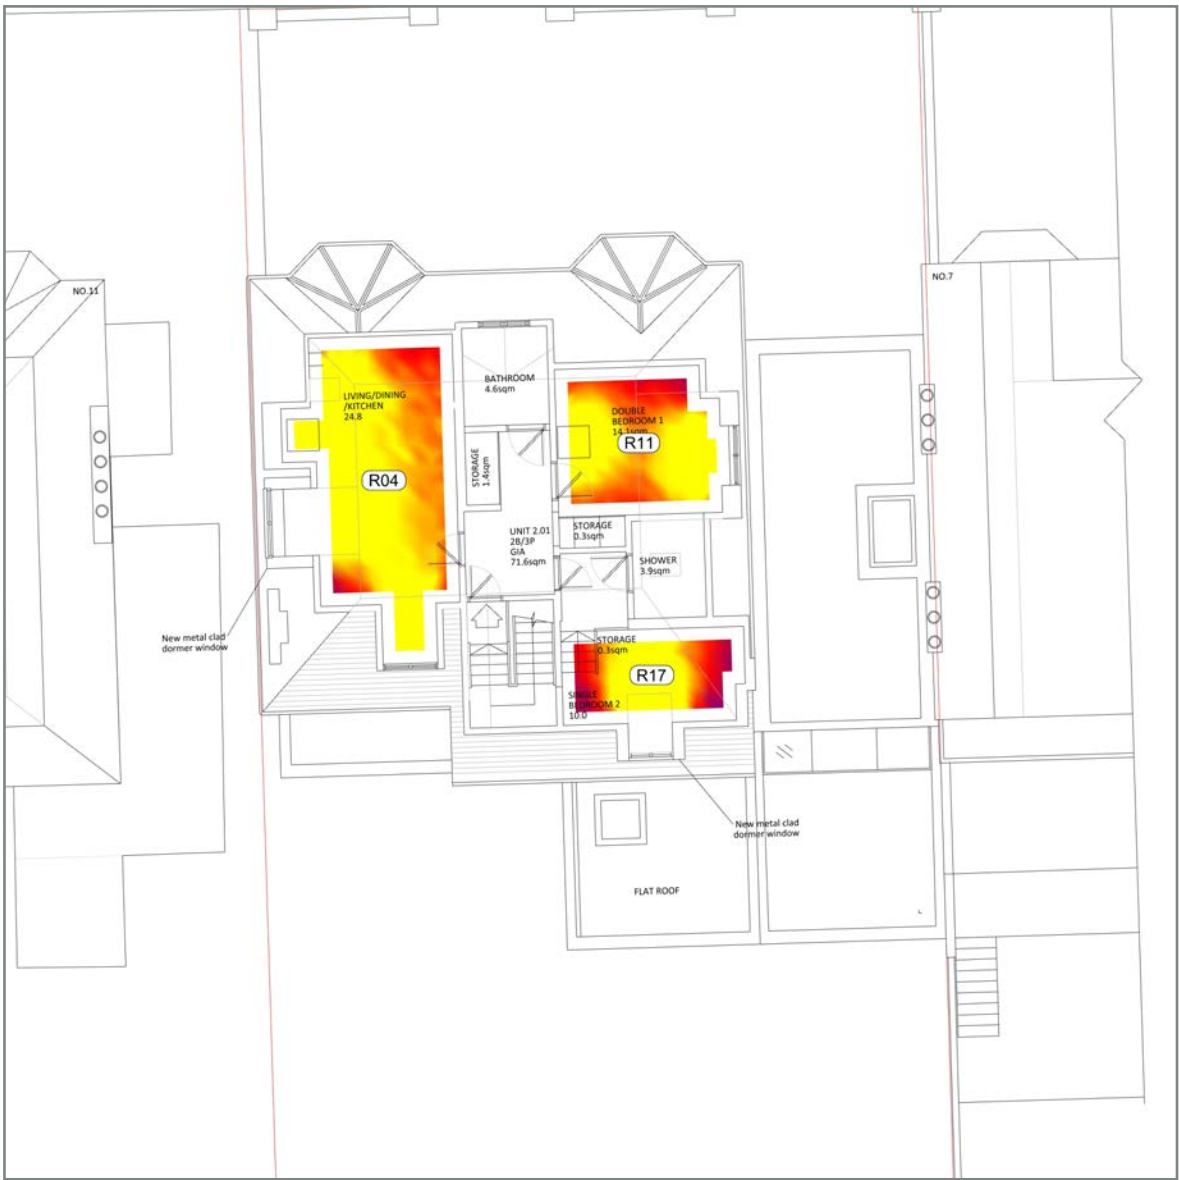 NO.11
NO.7
BATHROOM
4.6sqm
LIVING/DINING
/KITCHEN
24.8
DOUBLE
BEDROOM 1
14.1sqm
R11
R04
STORAGE
1.4sqm
UNIT 2.01
2B/3P
GIA
71.6sqm
STORAGE
0.3sqm
SHOWER
3.9sqm
New metal clad
dormer window
STORAGE
0.3sqm
R17
SINGLE
BEDROOM 2
10.0
New metal clad
dormer window
FLAT ROOF